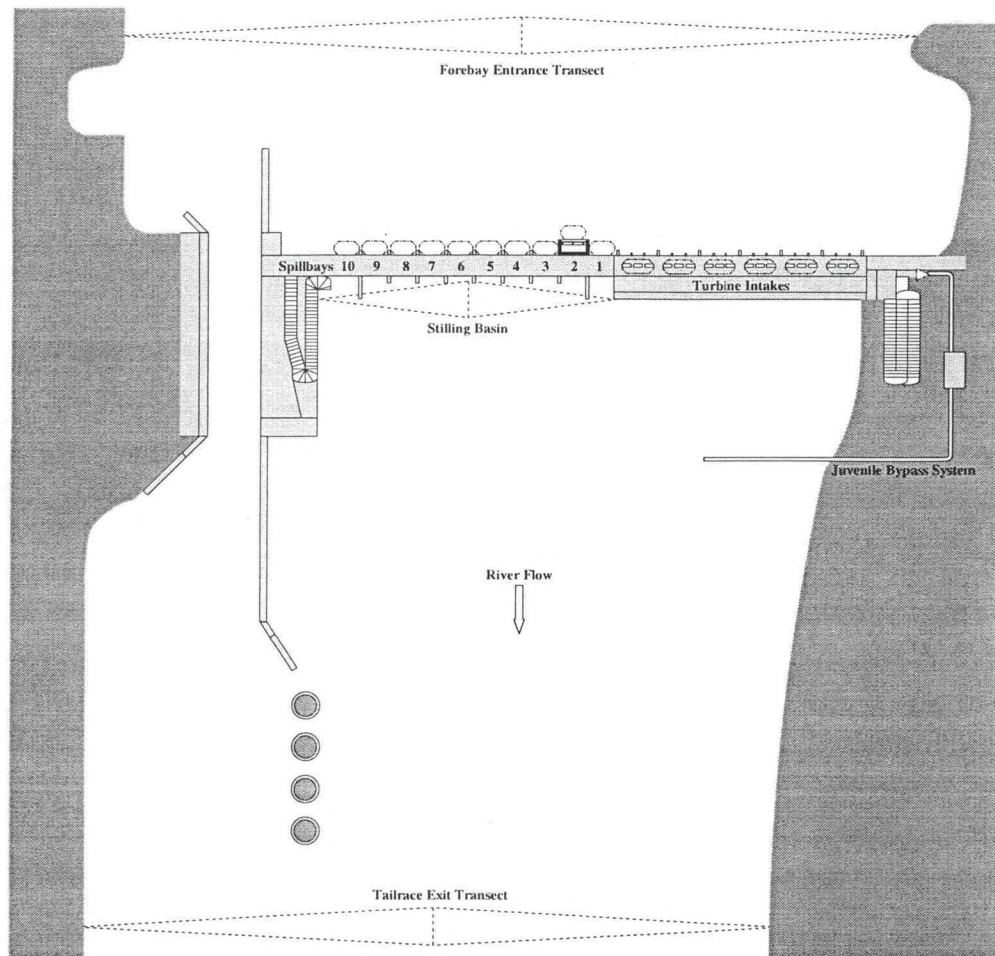 Forebay Entrance Transect
Spillbays 10 9 8 7 6 5 4 3 2 1
Turbine Intakes
Stilling Basin
Juvenile Bypass System
River Flow
Tailrace Exit Transect